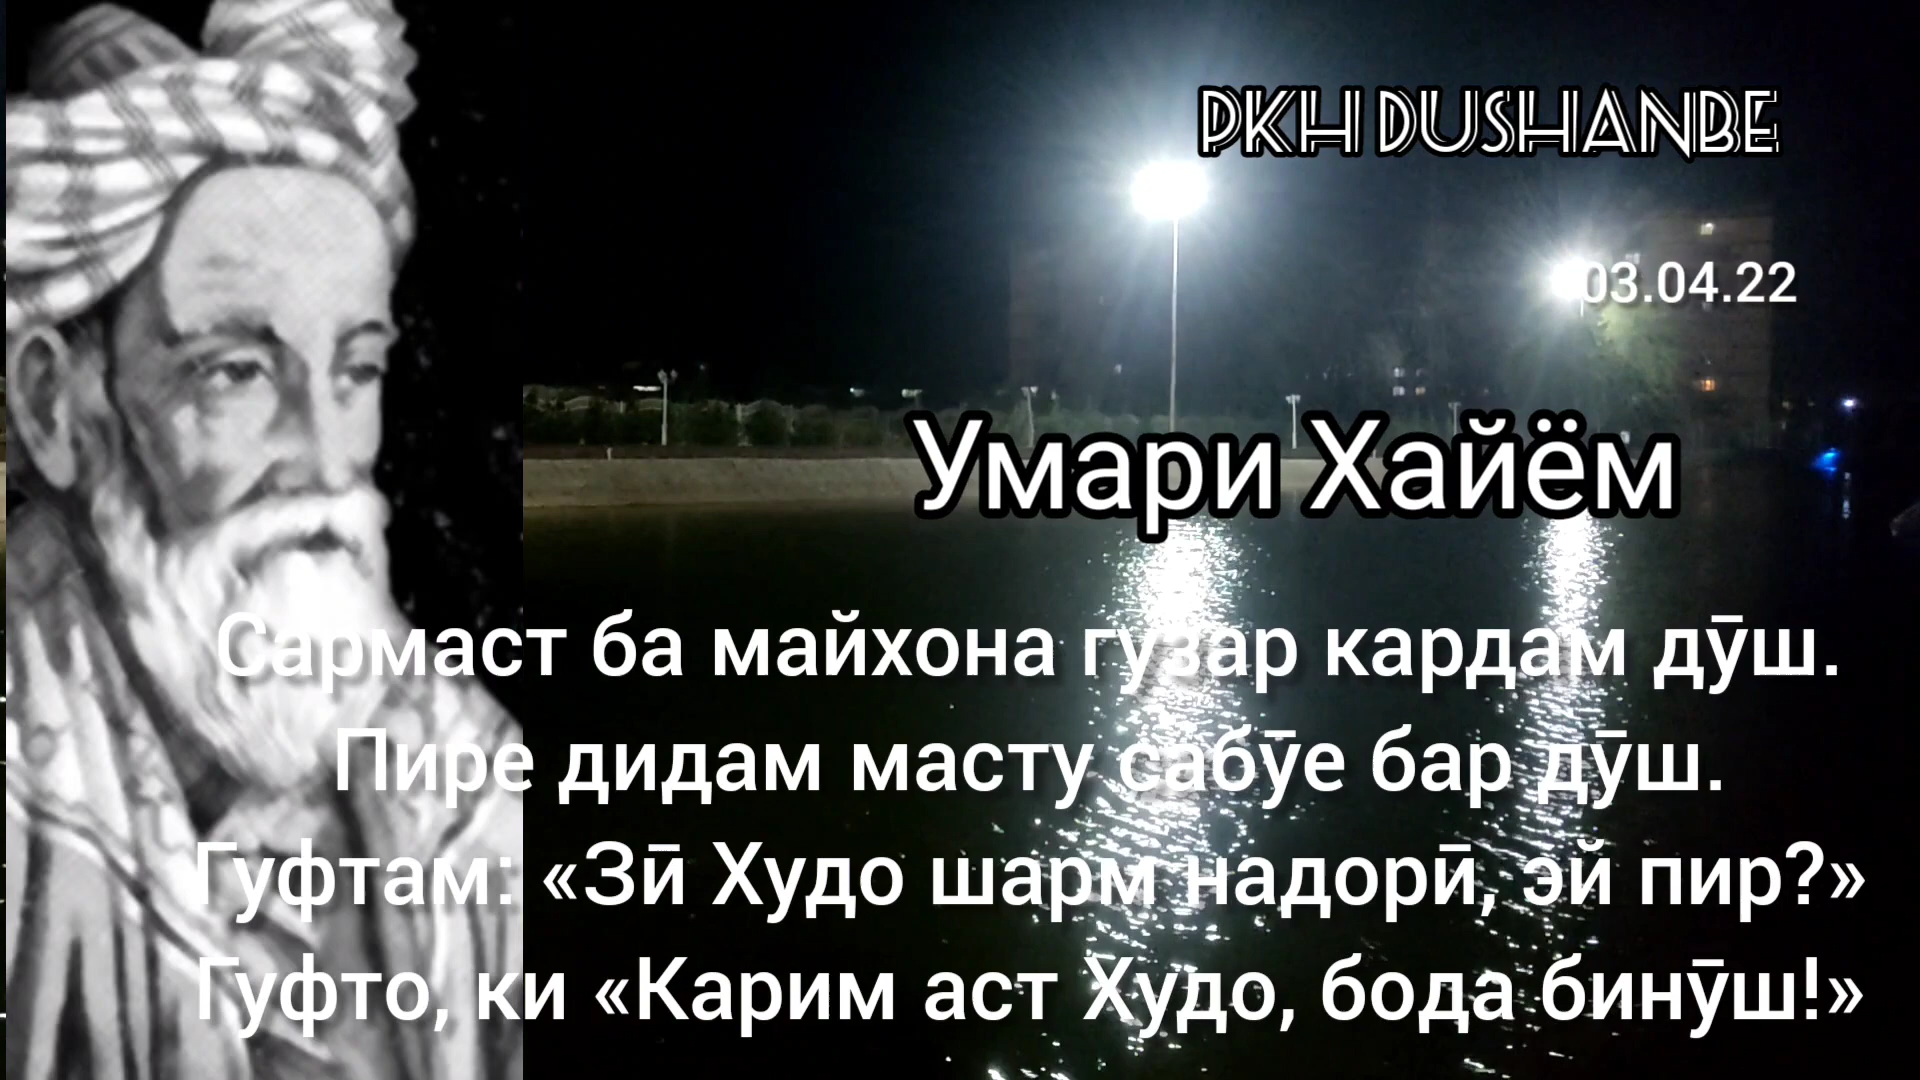 PKH DUSHANBE
03.04.22
Умари Хайём
Сармаст ба майхона гузар кардам дӯш.
Пире дидам масту сабӯе бар дӯш.
Гуфтам: «Зӣ Худо шарм надорӣ, эй пир?»
Гуфто, ки «Карим аст Худо, бода бинӯш!»